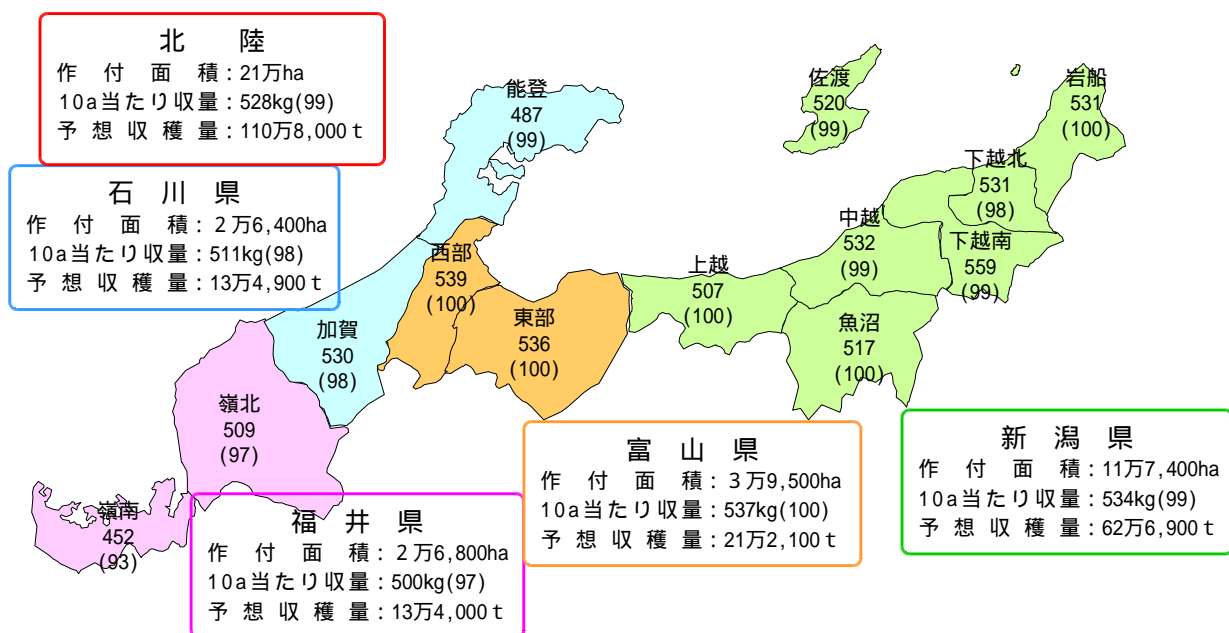 北陸
作付面積：21万ha
10a当たり収量：528kg(99)
予想収穫量：110万8,000ｔ
石川県
作付面積：２万6,400ha
10a当たり収量：511kg(98)
予想収穫量：13万4,900ｔ
能登
487
(99)
佐渡
520
(99)
岩船
531
(100)
下越北
531
(98)
中越
532
(99)
下越南
559
(99)
西部
539
(100)
上越
507
(100)
東部
536
(100)
魚沼
517
(100)
加賀
530
(98)
嶺北
509
(97)
嶺南
452
(93)
福井県
作付面積：２万6,800ha
10a当たり収量：500kg(97)
予想収穫量：13万4,000ｔ
富山県
作付面積：３万9,500ha
10a当たり収量：537kg(100)
予想収穫量：21万2,100ｔ
新潟県
作付面積：11万7,400ha
10a当たり収量：534kg(99)
予想収穫量：62万6,900ｔ